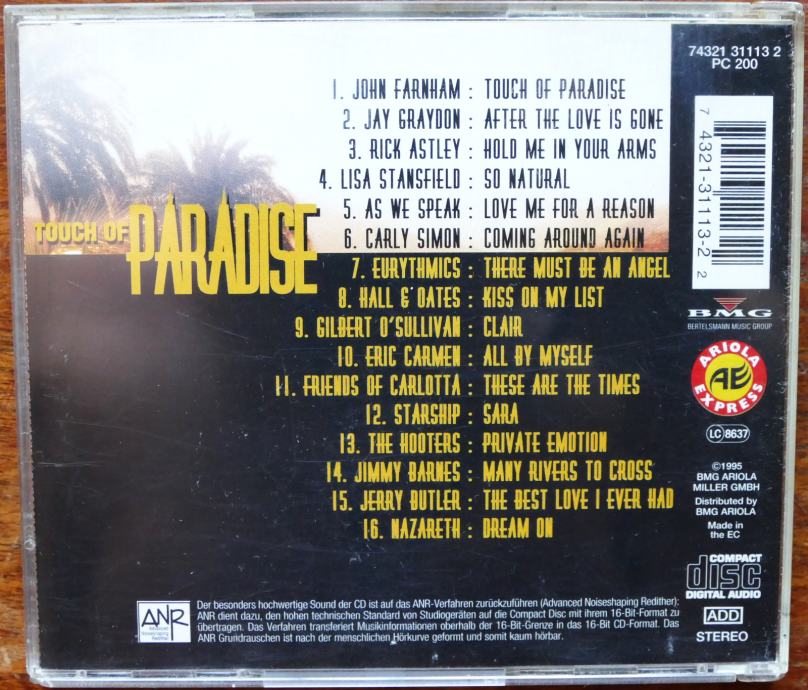 1. JOHN FARNHAM : TOUCH OF PARADISE
2. JAY GRAYDON : AFTER THE LOVE IS GONE
3. RICK ASTLEY : HOLD ME IN YOUR ARMS
4. LISA STANSFIELD : SO NATURAL
5. AS WE SPEAK : LOVE ME FOR A REASON
6. CARLY SIMON : COMING AROUND AGAIN
7. EURYTHMICS : THERE MUST BE AN ANGEL
8. HALL & OATES : KISS ON MY LIST
9. GILBERT O'SULLIVAN : CLAIR
10. ERIC CARMEN : ALL BY MYSELF
11. FRIENDS OF CARLOTTA : THESE ARE THE TIMES
12. STARSHIP : SARA
13. THE HOOTERS : PRIVATE EMOTION
14. JIMMY BARNES : MANY RIVERS TO CROSS
15. JERRY BUTLER : THE BEST LOVE I EVER HAD
16. NAZARETH : DREAM ON
TOUCH OF PARADISE
74321 31113 2
PC 200
7 4321-31113-2 2
BMG
BERTELSMANN MUSIC GROUP
ARIOLA
AE
EXPRESS
LC 8637
©1995
BMG ARIOLA
MILLER GMBH
Distributed by
BMG ARIOLA
Made in
the EC
COMPACT
disc
DIGITAL AUDIO
ADD
STEREO
ANR
Advanced
Noiseshaping
Redither
Der besonders hochwertige Sound der CD ist auf das ANR-Verfahren zurückzuführen (Advanced Noiseshaping Redither):
ANR dient dazu, den hohen technischen Standard von Studiogeräten auf die Compact Disc mit ihrem 16-Bit-Format zu
übertragen. Das Verfahren transferiert Musikinformationen oberhalb der 16-Bit-Grenze in das 16-Bit CD-Format. Das
ANR Grundrauschen ist nach der menschlichen Hörkurve geformt und somit kaum hörbar.